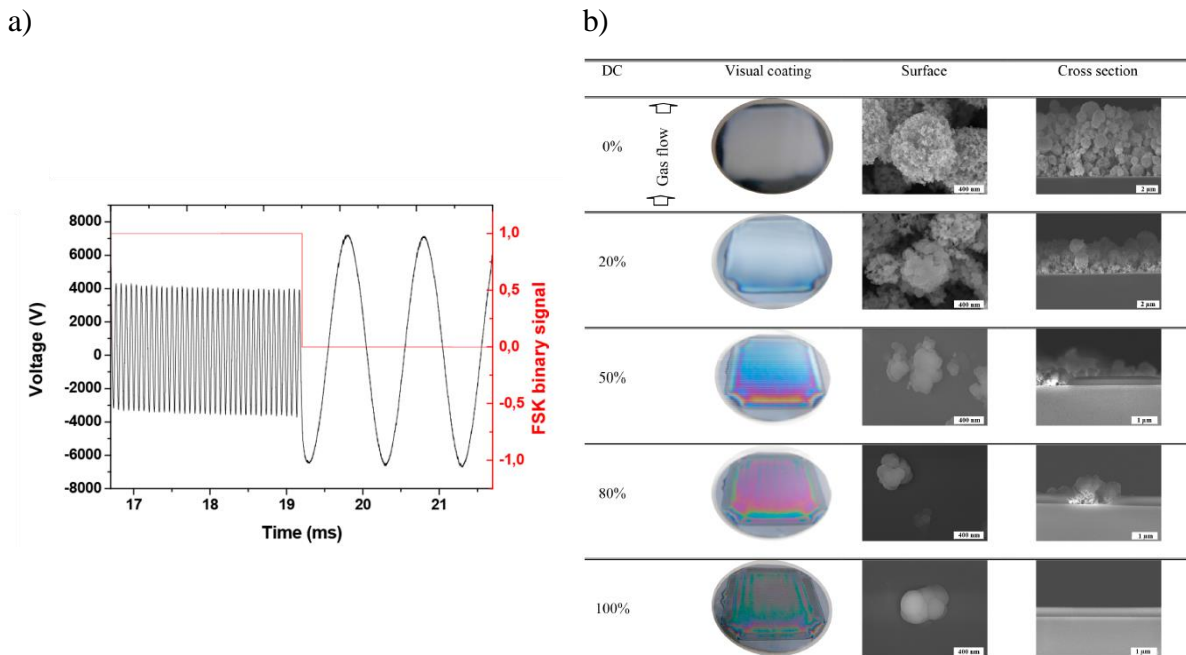 a)
8000
6000
4000
2000
0
-2000
-4000
-6000
-8000
Voltage (V)
17
18
19
20
21
Time (ms)
1,0
0,5
0,0
-0,5
-1,0
FSK binary signal
b)
DC Visual coating Surface Cross section
0%
Gas flow
400 nm
2 µm
20%
400 nm
2 µm
50%
400 nm
1 µm
80%
400 nm
1 µm
100%
400 nm
1 µm